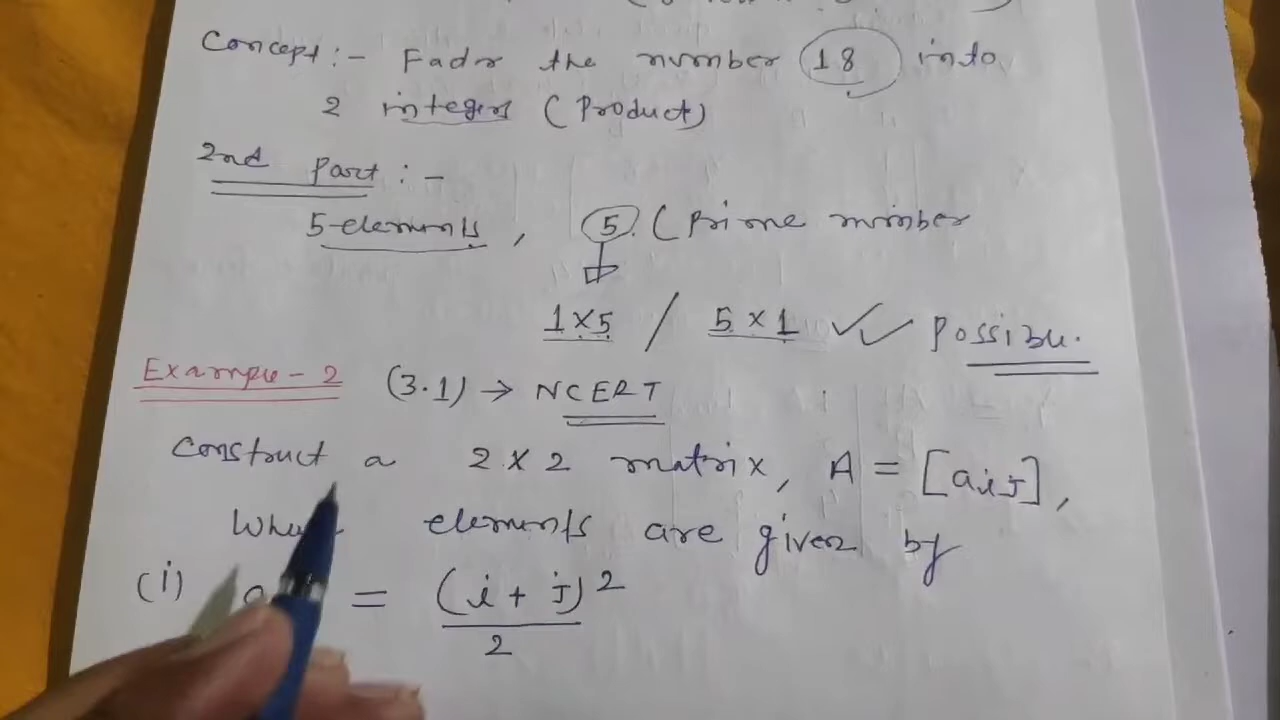 Concept :- Factor the number 18 into
2 integers (Product)
2nd Part :-
5-elements, 5. (Prime number
1×5 / 5×1 Possible.
Example-2 (3.1) → NCERT
Construct a 2×2 matrix, A = [aij],
elements are given by
(i) = (i + j)²
2